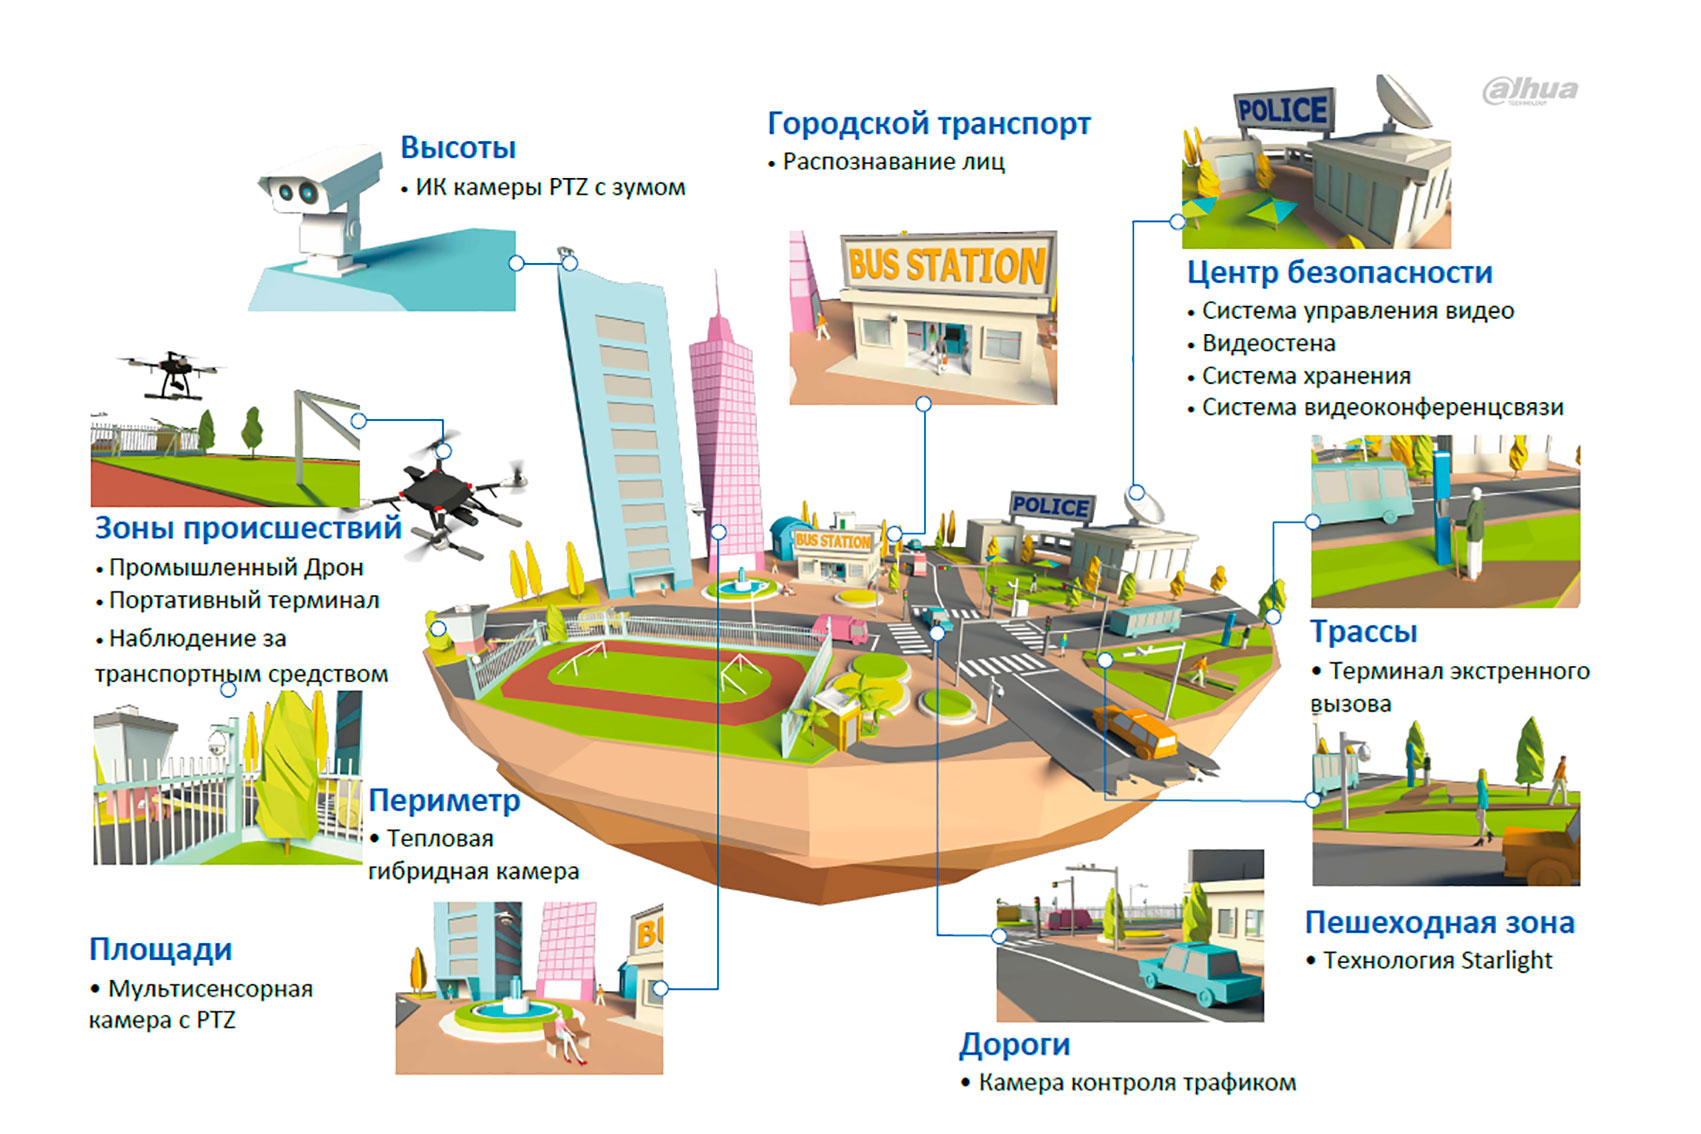 alhua
TECHNOLOGY
Высоты
• ИК камеры PTZ с зумом
Городской транспорт
• Распознавание лиц
BUS STATION
POLICE
Центр безопасности
• Система управления видео
• Видеостена
• Система хранения
• Система видеоконференцсвязи
Зоны происшествий
• Промышленный Дрон
• Портативный терминал
• Наблюдение за
транспортным средством
POLICE
BUS STATION
Трассы
• Терминал экстренного
вызова
Периметр
• Тепловая
гибридная камера
Площади
• Мультисенсорная
камера с PTZ
B
Пешеходная зона
• Технология Starlight
Дороги
• Камера контроля трафиком